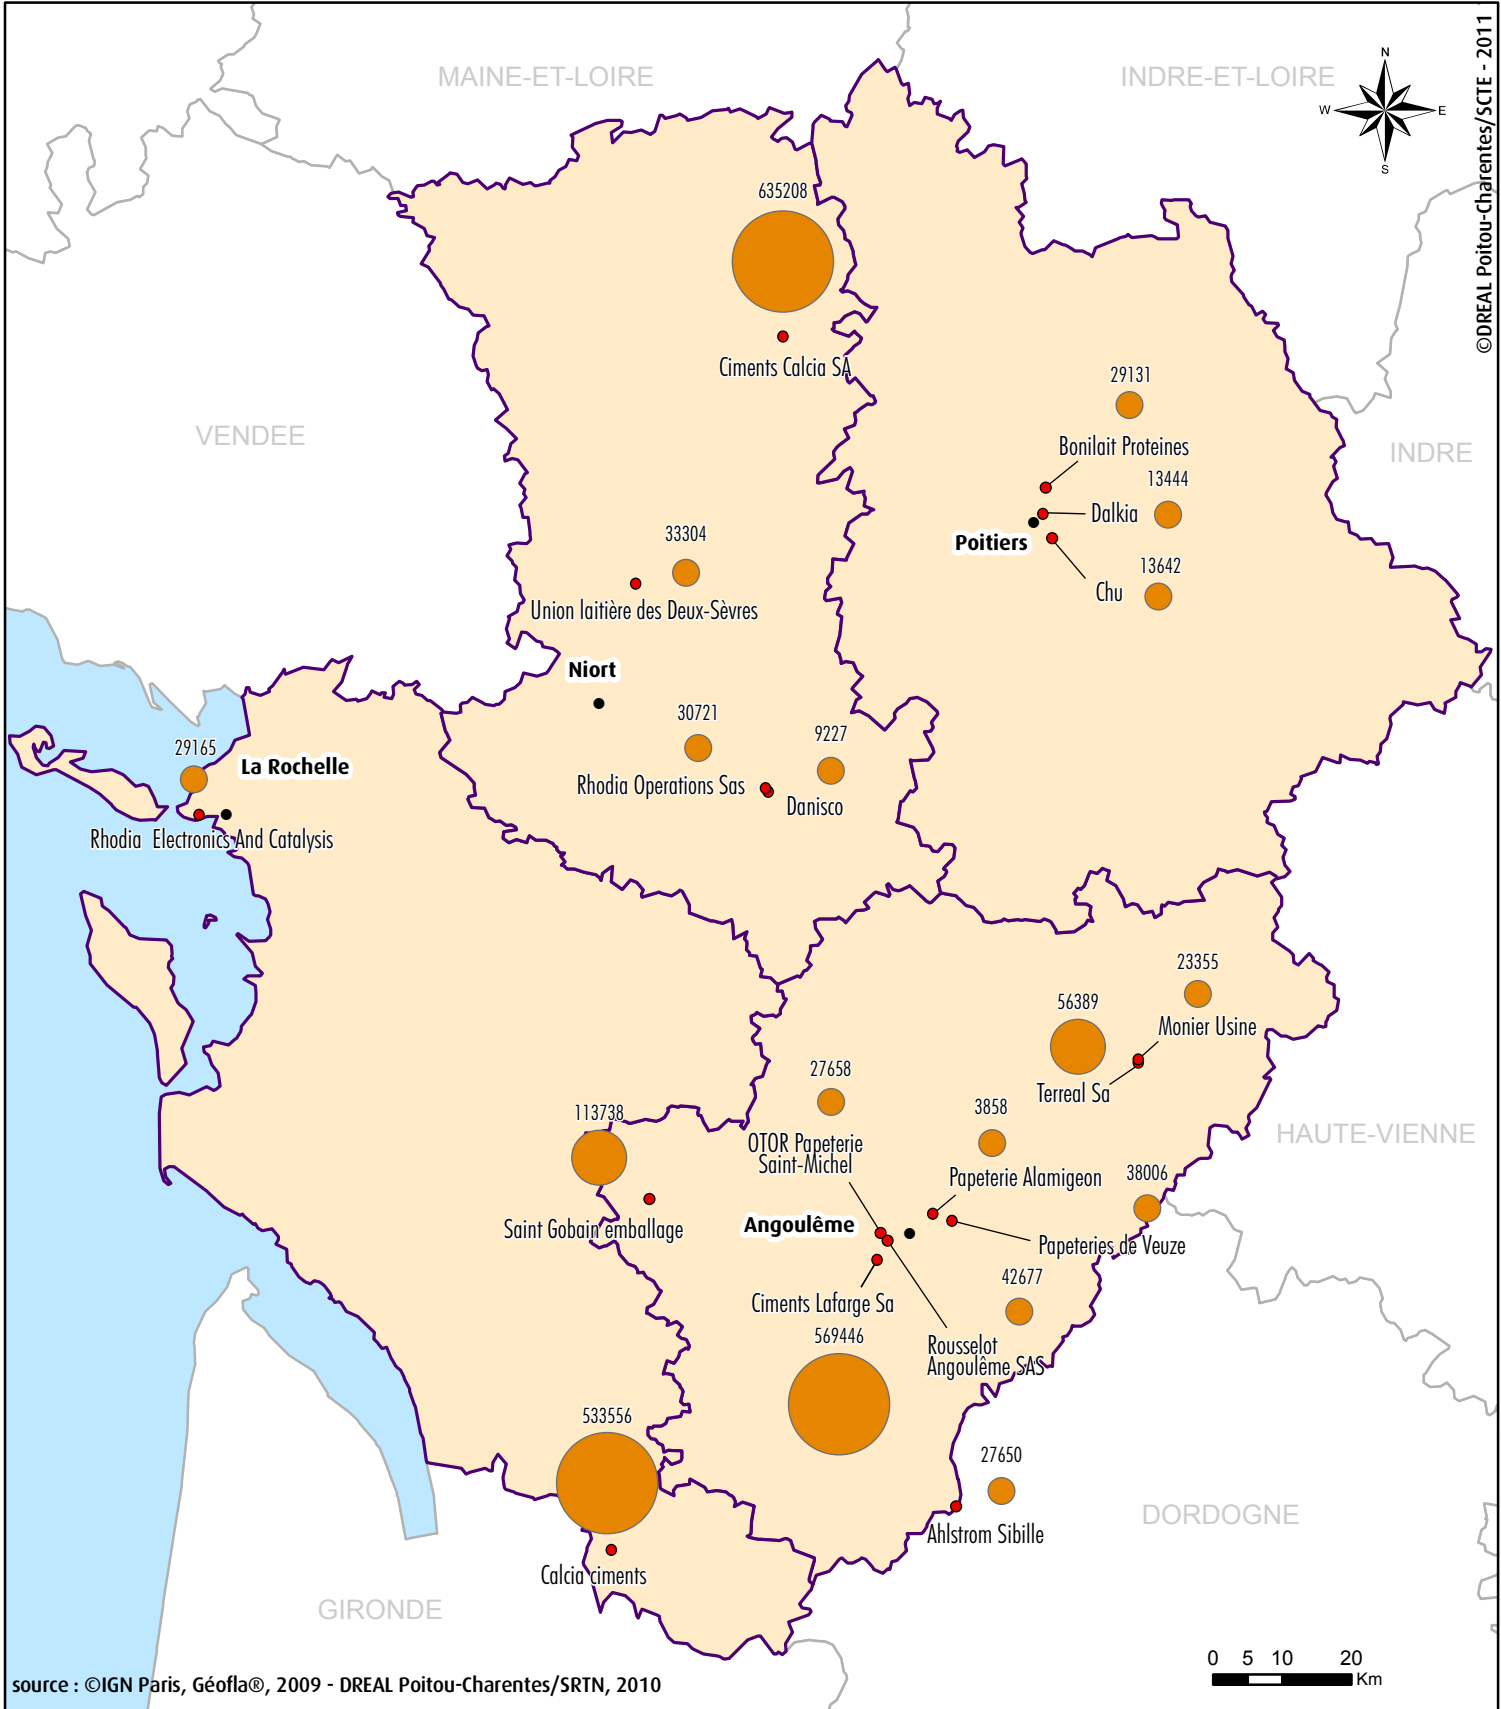 ©DREAL Poitou-Charentes/SCTE - 2011
MAINE-ET-LOIRE
INDRE-ET-LOIRE
N
W
E
S
635208
Ciments Calcia SA
29131
VENDEE
Bonilait Proteines
INDRE
13444
Dalkia
Poitiers
33304
13642
Chu
Union laitière des Deux-Sèvres
Niort
30721
9227
29165
La Rochelle
Rhodia Operations Sas
Danisco
Rhodia Electronics And Catalysis
23355
56389
Monier Usine
27658
Terreal Sa
113738
3858
HAUTE-VIENNE
OTOR Papeterie
Saint-Michel
Papeterie Alamigeon
38006
Saint Gobain emballage
Angoulême
Papeteries de Veuze
42677
Ciments Lafarge Sa
569446
Rousselot
Angoulême SAS
533556
27650
DORDOGNE
Ahlstrom Sibille
Calcia ciments
GIRONDE
0 5 10 20
Km
source : ©IGN Paris, Géofla®, 2009 - DREAL Poitou-Charentes/SRTN, 2010